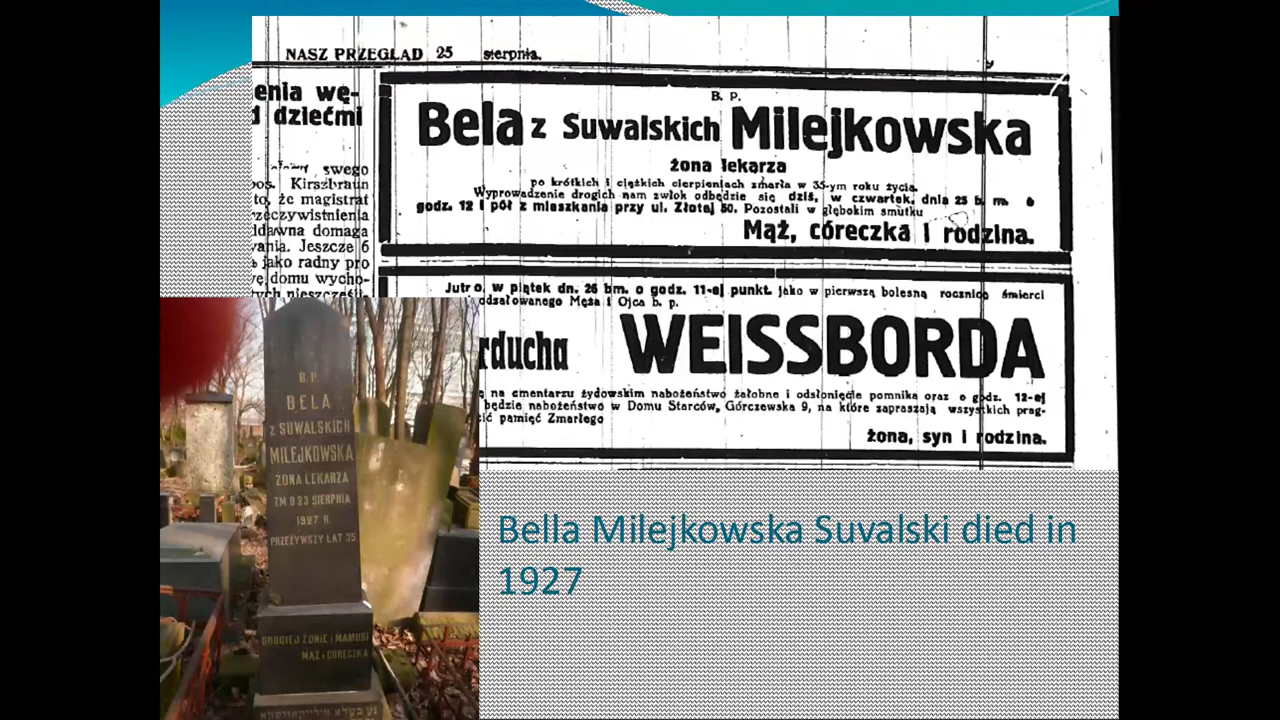 NASZ PRZEGLĄD 25 sierpnia.
enia wę-
d dziećmi
swego
pos. Kirszbraun
to, że magistrat
rzeczywistnienia
dawna domaga
wania. Jeszcze 6
jako radny pro
domu wycho-
B. P.
Bela z Suwalskich Milejkowska
żona lekarza
po krótkich i ciężkich cierpieniach zmarła w 35-ym roku życia.
Wyprowadzenie drogich nam zwłok odbędzie się dziś, w czwartek, dnia 25 b. m. o
godz. 12 i pół z mieszkania przy ul. Złotej 50. Pozostali w głębokim smutku
Mąż, córeczka i rodzina.
Jutro, w piątek dn. 26 bm. o godz. 11-ej punkt. jako w pierwszą bolesną rocznicę śmierci
odżałowanego Męża i Ojca b. p.
rducha WEISSBORDA
na cmentarzu żydowskim nabożeństwo żałobne i odsłonięcie pomnika oraz o godz. 12-ej
będzie nabożeństwo w Domu Starców, Górczewska 9, na które zapraszają wszystkich prag-
ić pamięć Zmarłego
żona, syn i rodzina.
B. P.
BELA
z SUWALSKICH
MILEJKOWSKA
ŻONA LEKARZA
ZM D 23 SIERPNIA
1927 R.
PRZEŻYWSZY LAT 35
DROGIEJ ŻONIE i MAMUSI
MĄŻ i CÓRECZKA
Bella Milejkowska Suvalski died in
1927